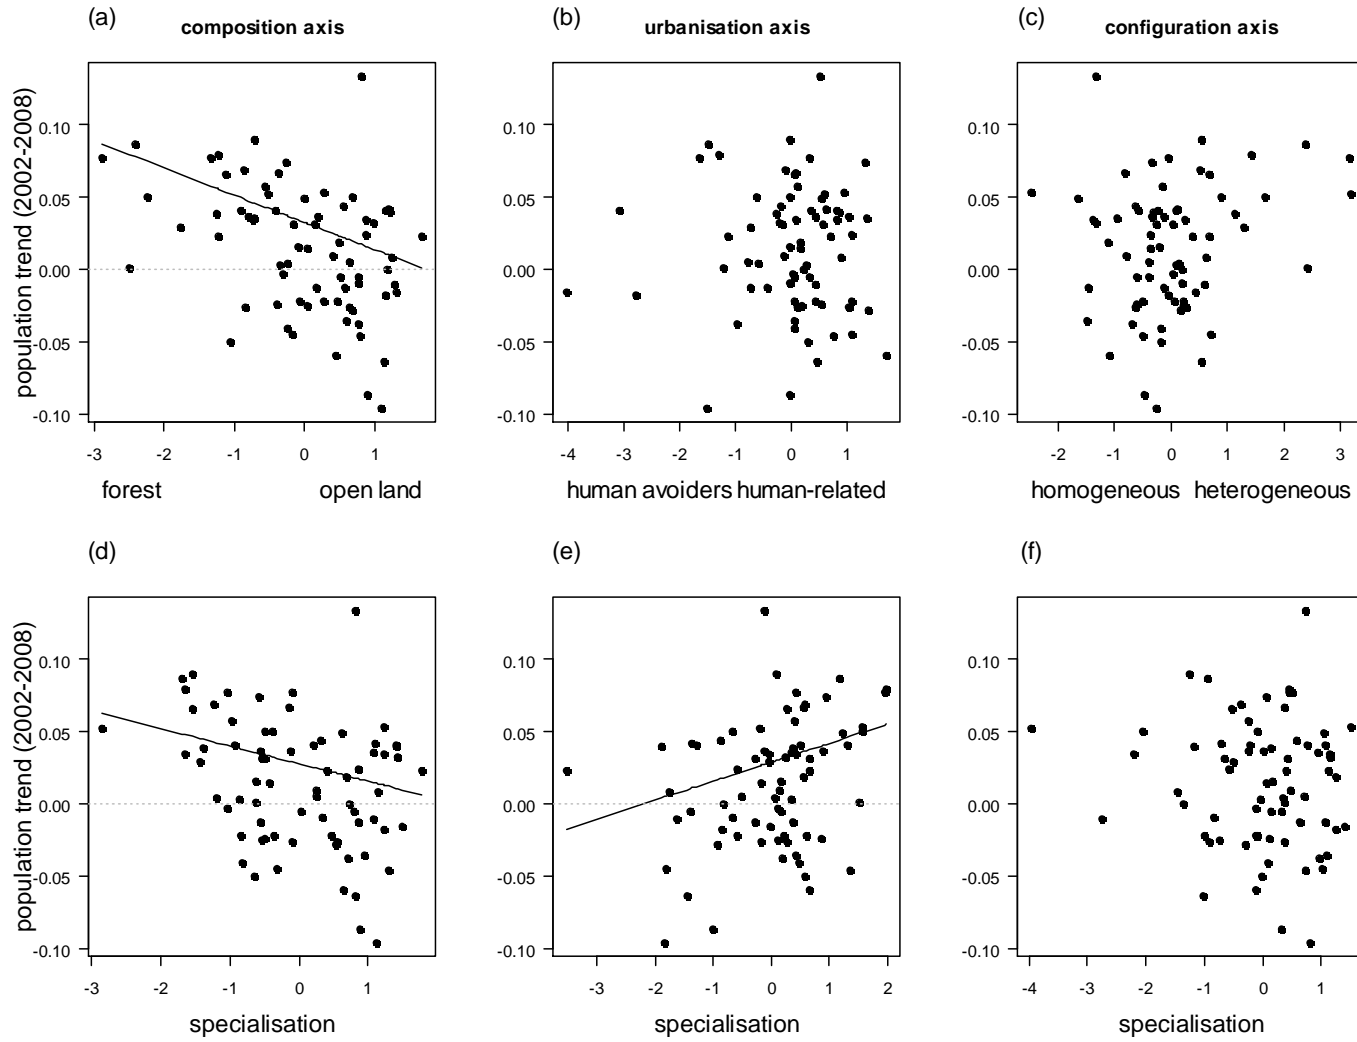 (a) (b) (c)
composition axis urbanisation axis configuration axis
population trend (2002-2008)
0.10
0.05
0.00
-0.05
-0.10
-3 -2 -1 0 1
-4 -3 -2 -1 0 1
-2 -1 0 1 2 3
0.10
0.05
0.00
-0.05
-0.10
0.10
0.05
0.00
-0.05
-0.10
forest open land human avoiders human-related homogeneous heterogeneous
(d) (e) (f)
population trend (2002-2008)
0.10
0.05
0.00
-0.05
-0.10
-3 -2 -1 0 1
0.10
0.05
0.00
-0.05
-0.10
-3 -2 -1 0 1 2
0.10
0.05
0.00
-0.05
-0.10
-4 -3 -2 -1 0 1
specialisation specialisation specialisation